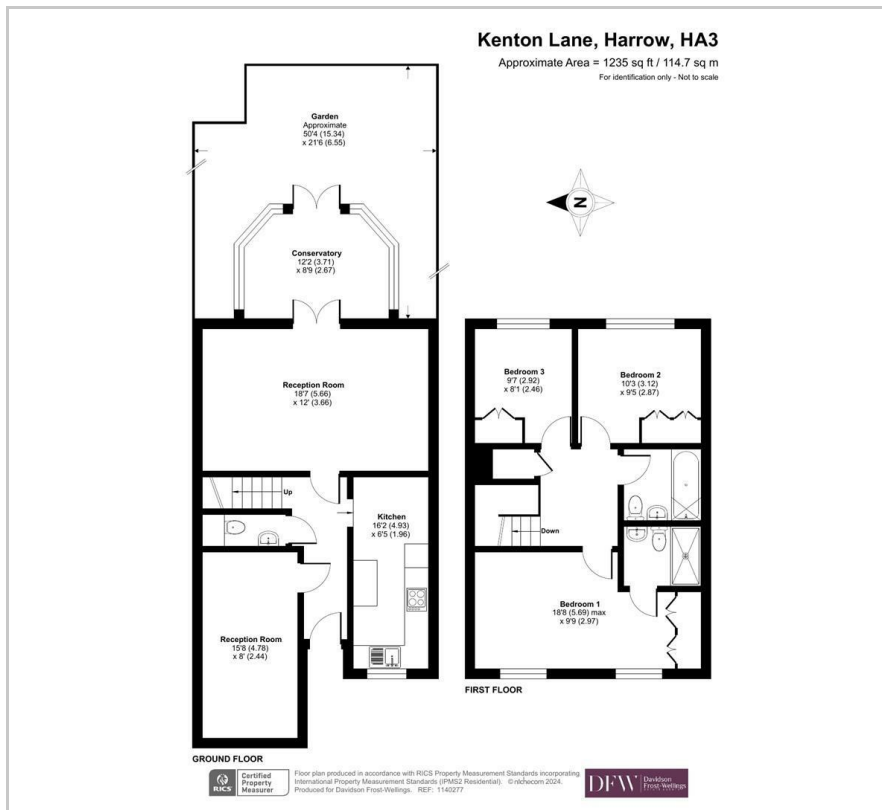 Kenton Lane, Harrow, HA3
Approximate Area = 1235 sq ft / 114.7 sq m
For identification only - Not to scale
Garden
Approximate
50'4 (15.34)
x 21'6 (6.55)
N
Conservatory
12'2 (3.71)
x 8'9 (2.67)
Reception Room
18'7 (5.66)
x 12' (3.66)
Up
Kitchen
16'2 (4.93)
x 6'5 (1.96)
Reception Room
15'8 (4.78)
x 8' (2.44)
GROUND FLOOR
Bedroom 3
9'7 (2.92)
x 8'1 (2.46)
Bedroom 2
10'3 (3.12)
x 9'5 (2.87)
Down
Bedroom 1
18'8 (5.69) max
x 9'9 (2.97)
FIRST FLOOR
RICS
Certified
Property
Measurer
Floor plan produced in accordance with RICS Property Measurement Standards incorporating
International Property Measurement Standards (IPMS2 Residential). ©nichecom 2024.
Produced for Davidson Frost-Wellings. REF: 1140277
DFW
Davidson
Frost-Wellings